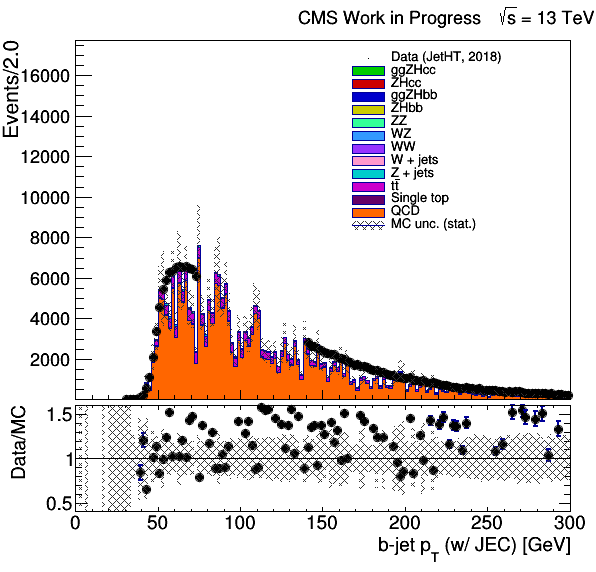 CMS Work in Progress √s = 13 TeV
Events/2.0
16000
14000
12000
10000
8000
6000
4000
2000
Data (JetHT, 2018)
ggZHcc
ZHcc
ggZHbb
ZHbb
ZZ
WZ
WW
W + jets
Z + jets
tt̄
Single top
QCD
MC unc. (stat.)
Data/MC
1.5
1
0.5
0 50 100 150 200 250 300
b-jet p_T (w/ JEC) [GeV]